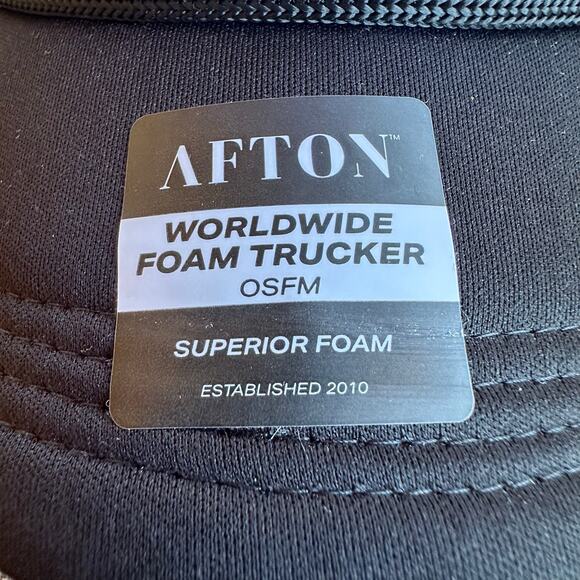 AFTON™
WORLDWIDE
FOAM TRUCKER
OSFM
SUPERIOR FOAM
ESTABLISHED 2010